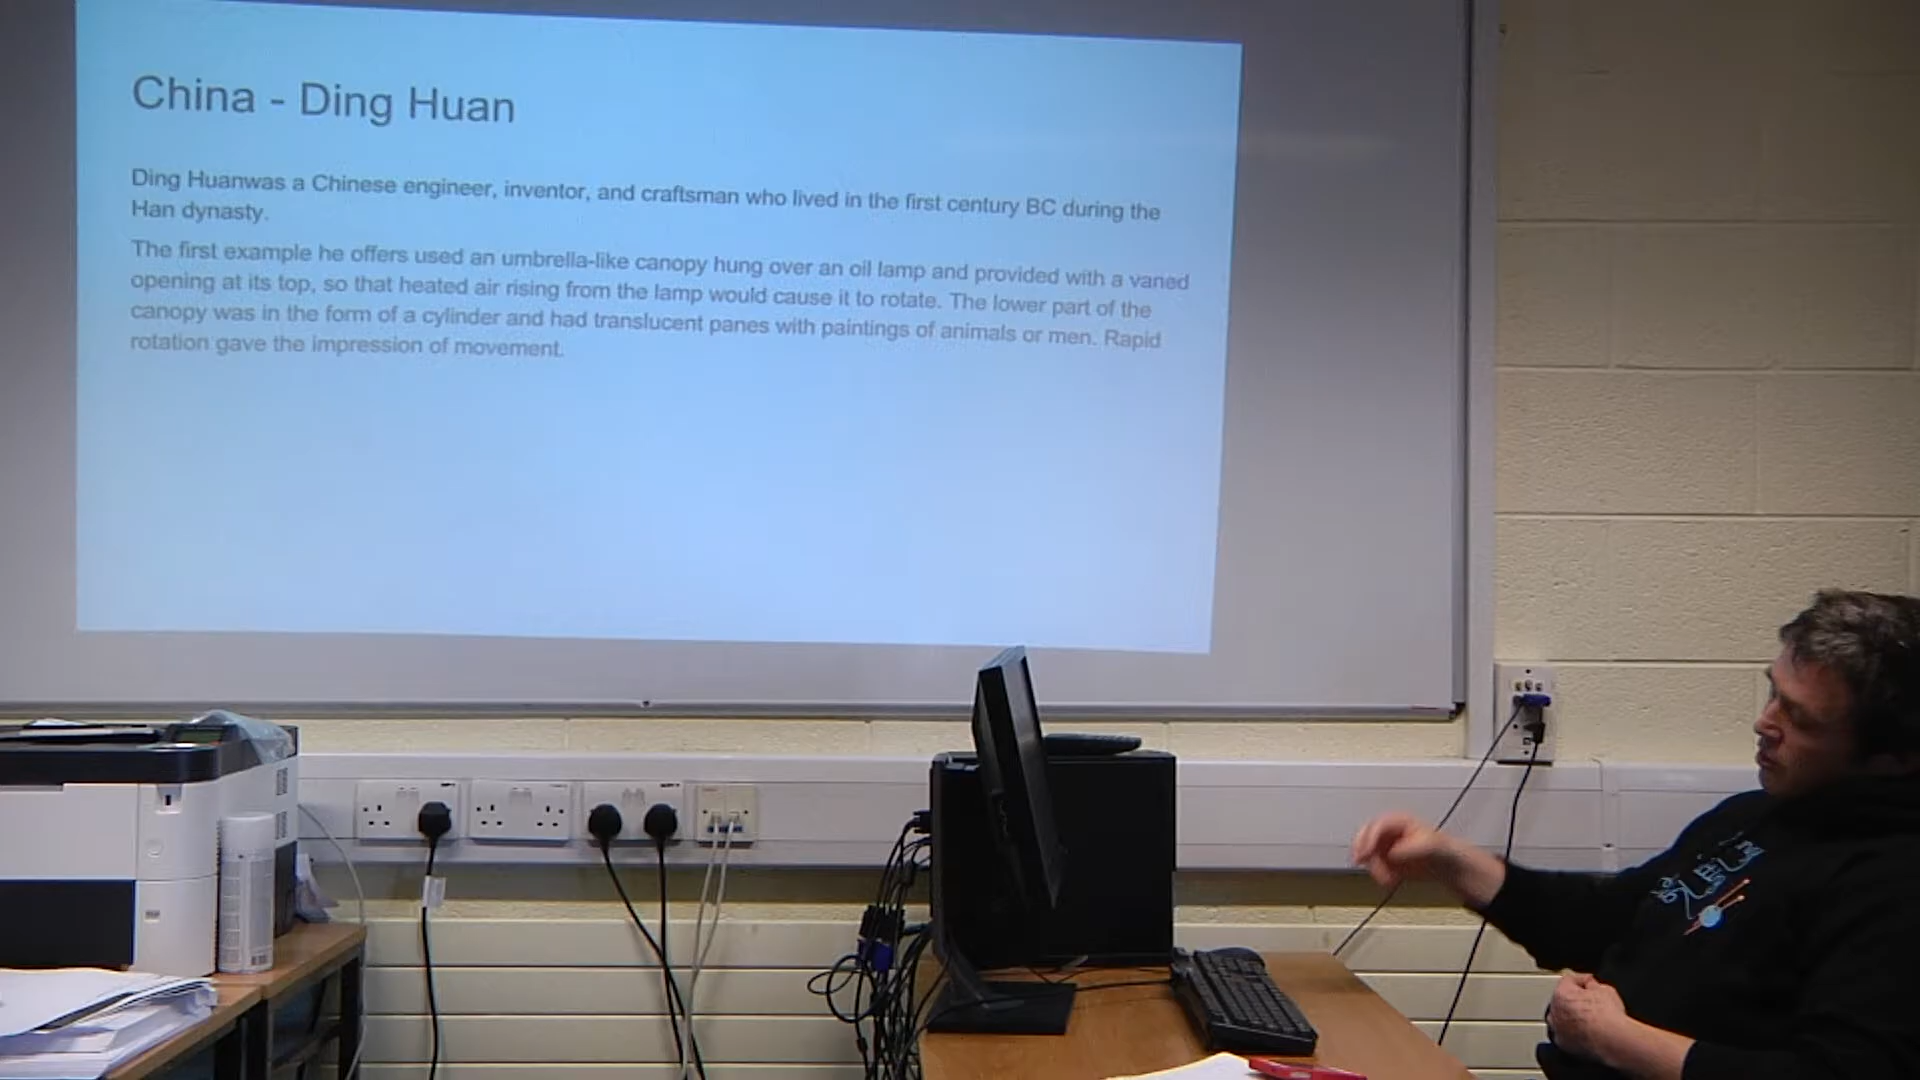 China - Ding Huan
Ding Huanwas a Chinese engineer, inventor, and craftsman who lived in the first century BC during the
Han dynasty.
The first example he offers used an umbrella-like canopy hung over an oil lamp and provided with a vaned
opening at its top, so that heated air rising from the lamp would cause it to rotate. The lower part of the
canopy was in the form of a cylinder and had translucent panes with paintings of animals or men. Rapid
rotation gave the impression of movement.